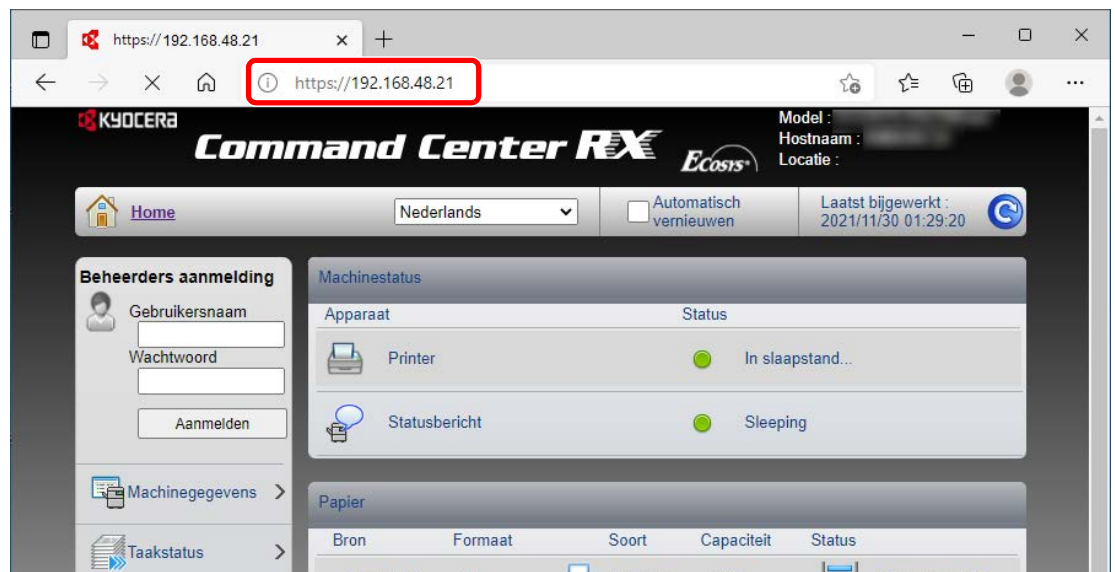 https://192.168.48.21
https://192.168.48.21
KYOCERA
Command Center RX
Ecosys
Model :
Hostnaam :
Locatie :
Home
Nederlands
Automatisch
vernieuwen
Laatst bijgewerkt :
2021/11/30 01:29:20
Beheerders aanmelding
Gebruikersnaam
Wachtwoord
Aanmelden
Machinegegevens
Taakstatus
Machinestatus
Apparaat Status
Printer In slaapstand...
Statusbericht Sleeping
Papier
Bron Formaat Soort Capaciteit Status